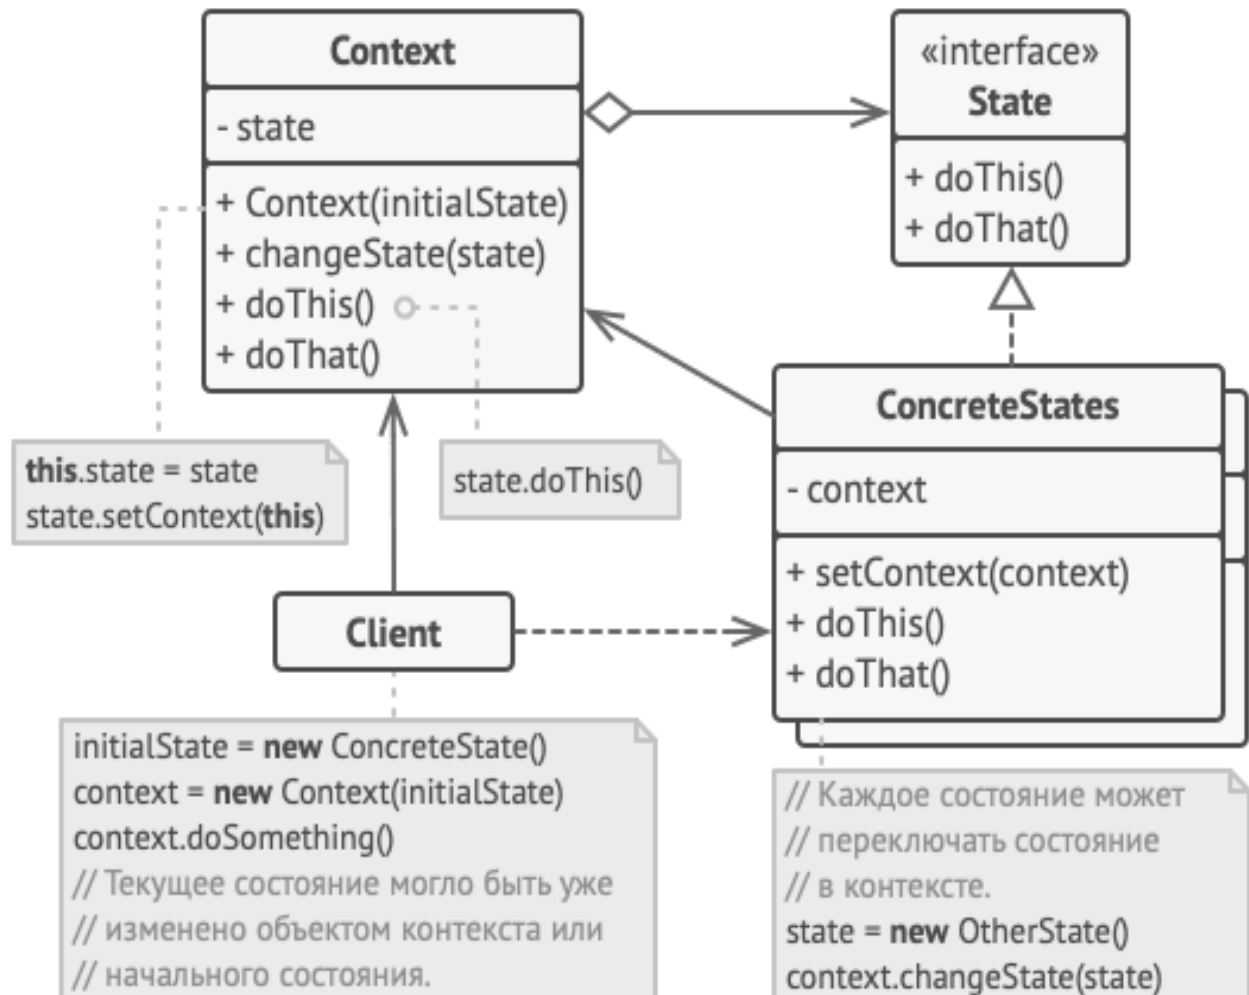 Context
- state
+ Context(initialState)
+ changeState(state)
+ doThis()
+ doThat()
«interface»
State
+ doThis()
+ doThat()
this.state = state
state.setContext(this)
state.doThis()
ConcreteStates
- context
+ setContext(context)
+ doThis()
+ doThat()
Client
initialState = new ConcreteState()
context = new Context(initialState)
context.doSomething()
// Текущее состояние могло быть уже
// изменено объектом контекста или
// начального состояния.
// Каждое состояние может
// переключать состояние
// в контексте.
state = new OtherState()
context.changeState(state)